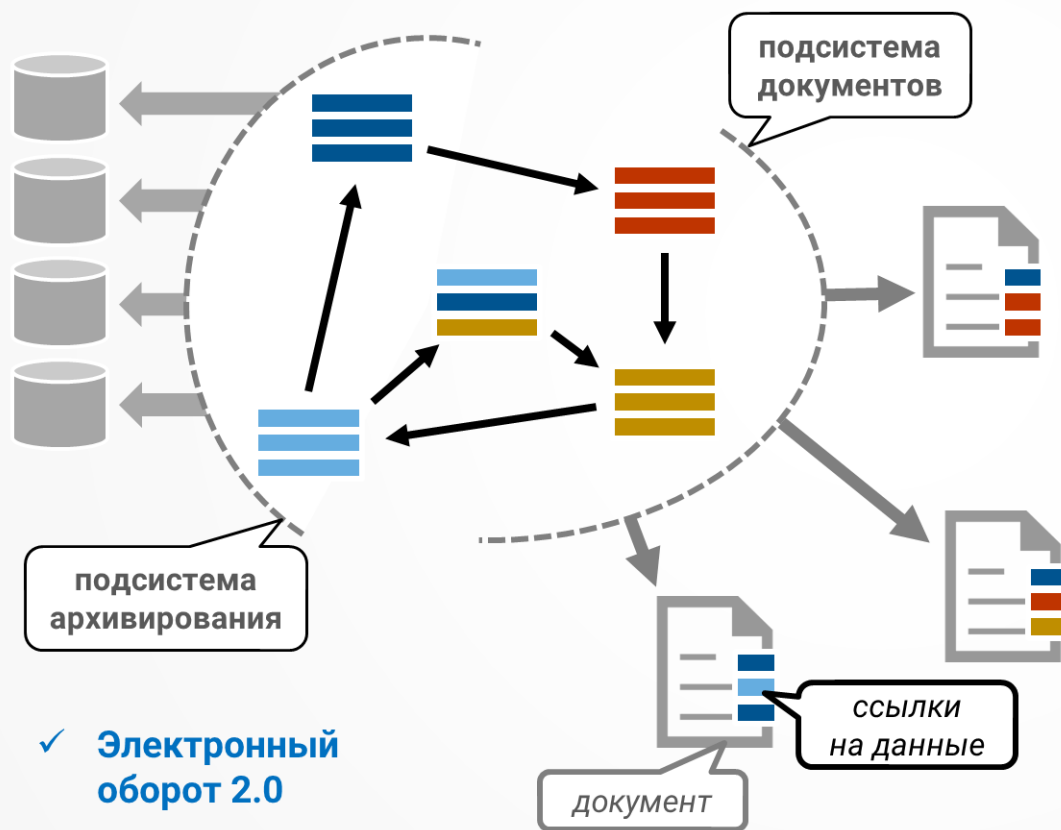 подсистема
документов
подсистема
архивирования
ссылки
на данные
✓ Электронный
оборот 2.0
документ